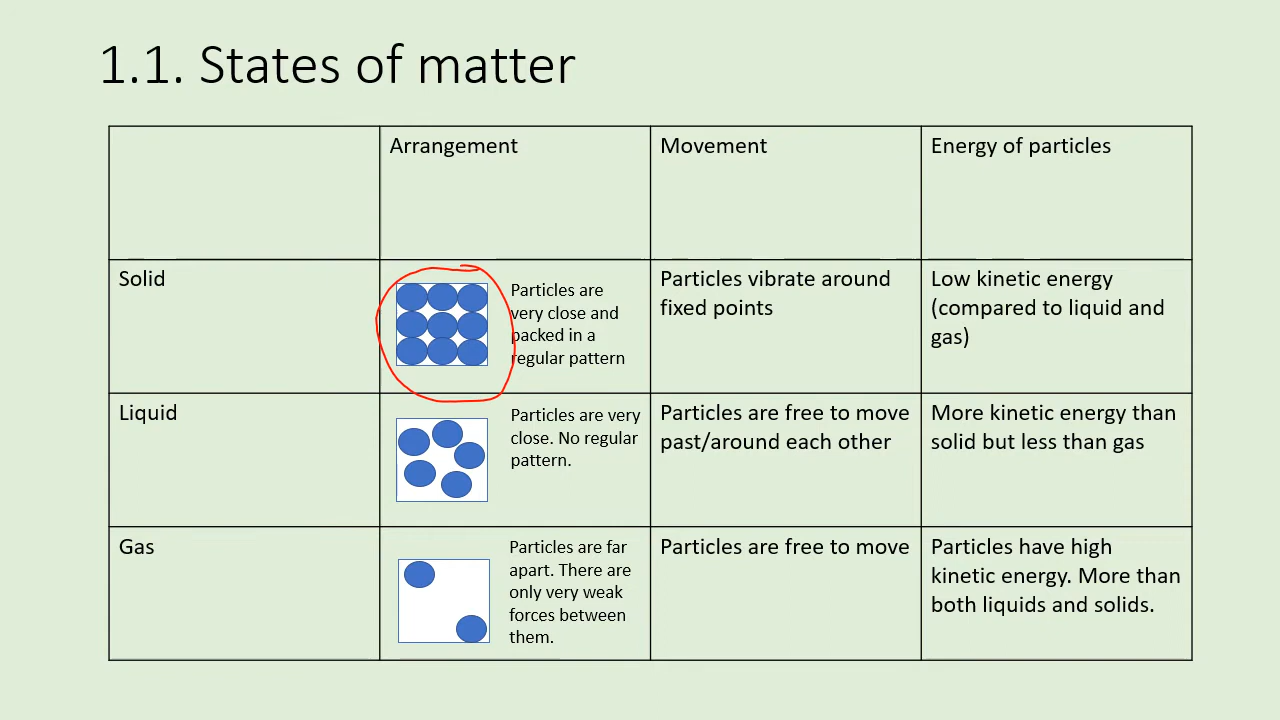 1.1. States of matter
Arrangement
Movement
Energy of particles
Solid
Particles are
very close and
packed in a
regular pattern
Particles vibrate around
fixed points
Low kinetic energy
(compared to liquid and
gas)
Liquid
Particles are very
close. No regular
pattern.
Particles are free to move
past/around each other
More kinetic energy than
solid but less than gas
Gas
Particles are far
apart. There are
only very weak
forces between
them.
Particles are free to move
Particles have high
kinetic energy. More than
both liquids and solids.